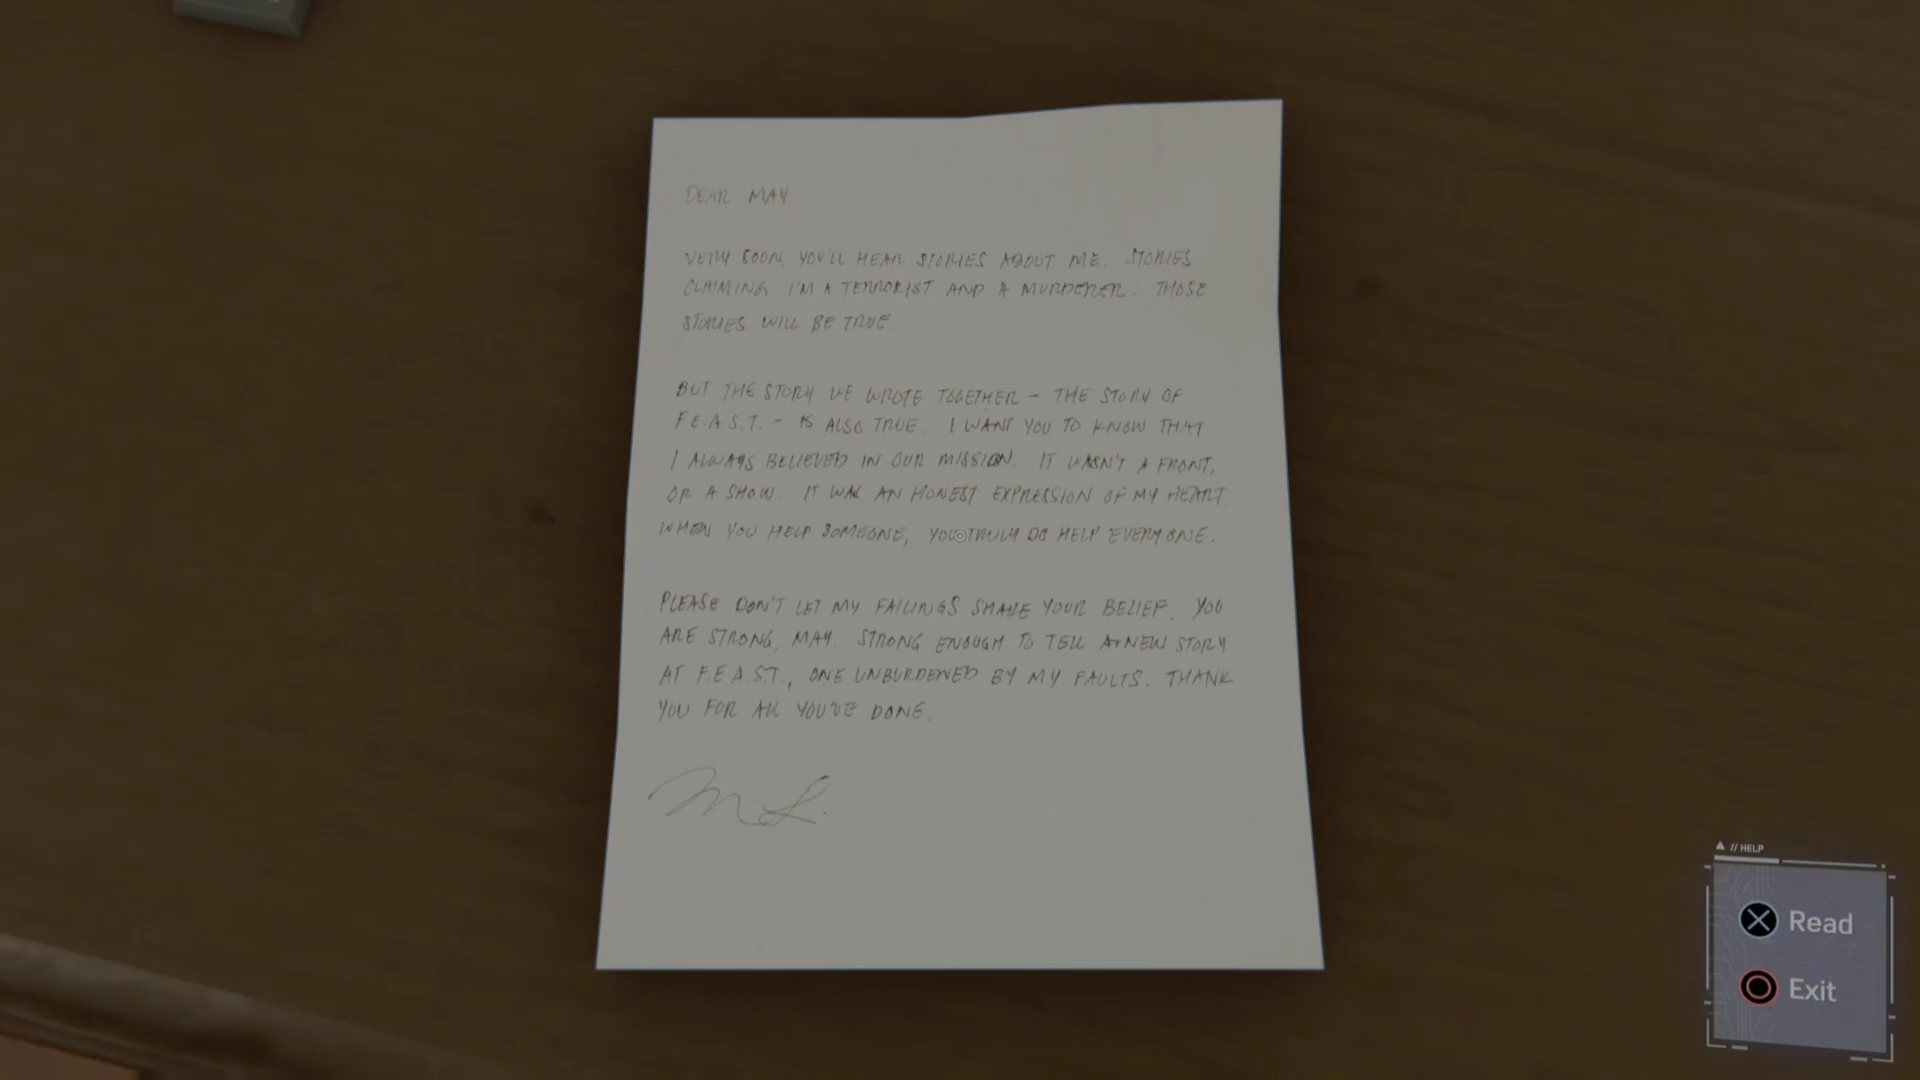 DEAR MAY
VERY SOON, YOU'LL HEAR STORIES ABOUT ME. STORIES
CLAIMING I'M A TERRORIST AND A MURDERER. THOSE
STORIES WILL BE TRUE.
BUT THE STORY WE WROTE TOGETHER - THE STORY OF
F.E.A.S.T. - IS ALSO TRUE. I WANT YOU TO KNOW THAT
I ALWAYS BELIEVED IN OUR MISSION. IT WASN'T A FRONT,
OR A SHOW. IT WAS AN HONEST EXPRESSION OF MY HEART.
WHEN YOU HELP SOMEONE, YOU TRULY DO HELP EVERYONE.
PLEASE DON'T LET MY FAILINGS SHAKE YOUR BELIEF. YOU
ARE STRONG, MAY. STRONG ENOUGH TO TELL A NEW STORY
AT F.E.A.S.T., ONE UNBURDENED BY MY FAULTS. THANK
YOU FOR ALL YOU'VE DONE.
M L.
// HELP
Read
Exit